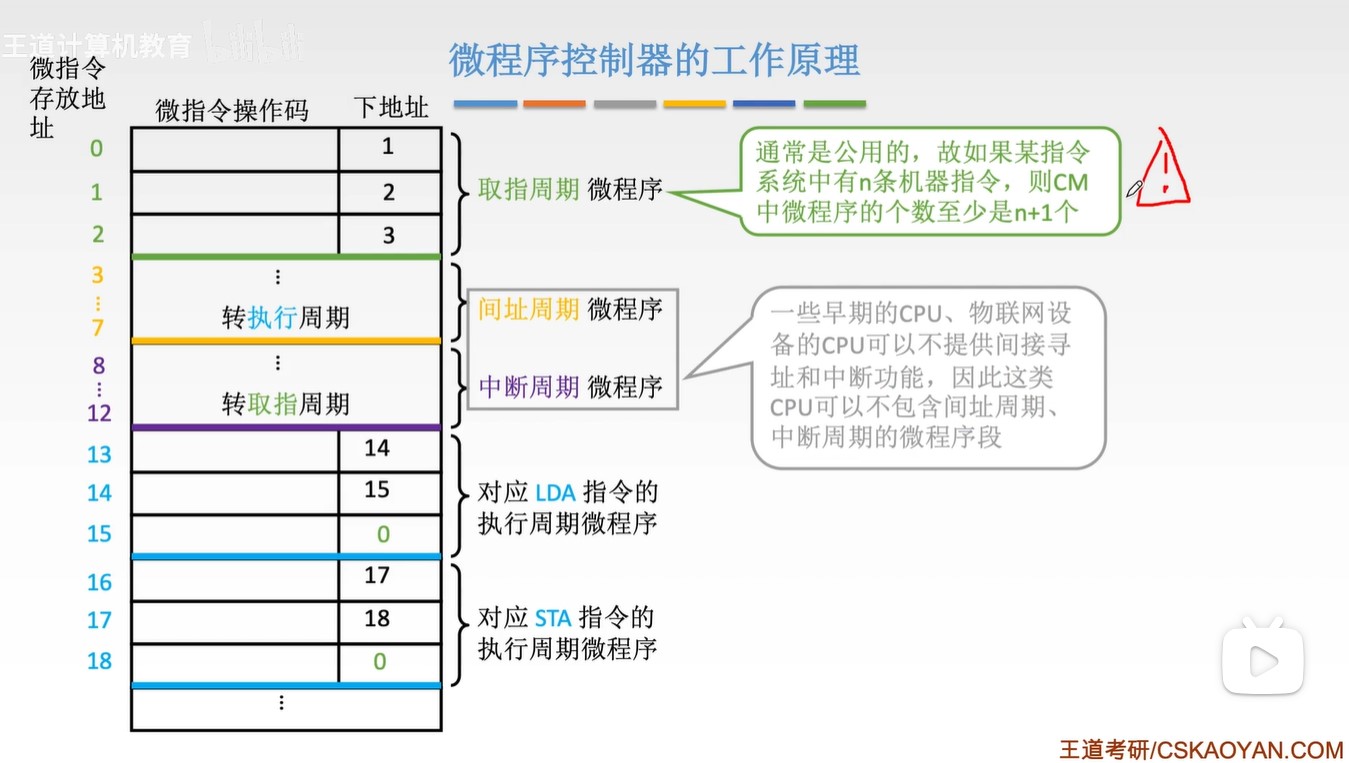 王道计算机教育
微程序控制器的工作原理
微指令
存放地
址
微指令操作码 下地址
0 1
1 2
2 3
取指周期 微程序
通常是公用的，故如果某指令
系统中有n条机器指令，则CM
中微程序的个数至少是n+1个
3
⋮
7
⋮
转执行周期
间址周期 微程序
8
⋮
12
⋮
转取指周期
中断周期 微程序
一些早期的CPU、物联网设
备的CPU可以不提供间接寻
址和中断功能，因此这类
CPU可以不包含间址周期、
中断周期的微程序段
13 14
14 15
15 0
对应 LDA 指令的
执行周期微程序
16 17
17 18
18 0
对应 STA 指令的
执行周期微程序
⋮
王道考研/CSKAOYAN.COM